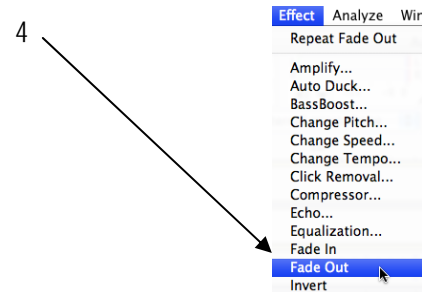 Effect Analyze Win
4
Repeat Fade Out
Amplify...
Auto Duck...
BassBoost...
Change Pitch...
Change Speed...
Change Tempo...
Click Removal...
Compressor...
Echo...
Equalization...
Fade In
Fade Out
Invert